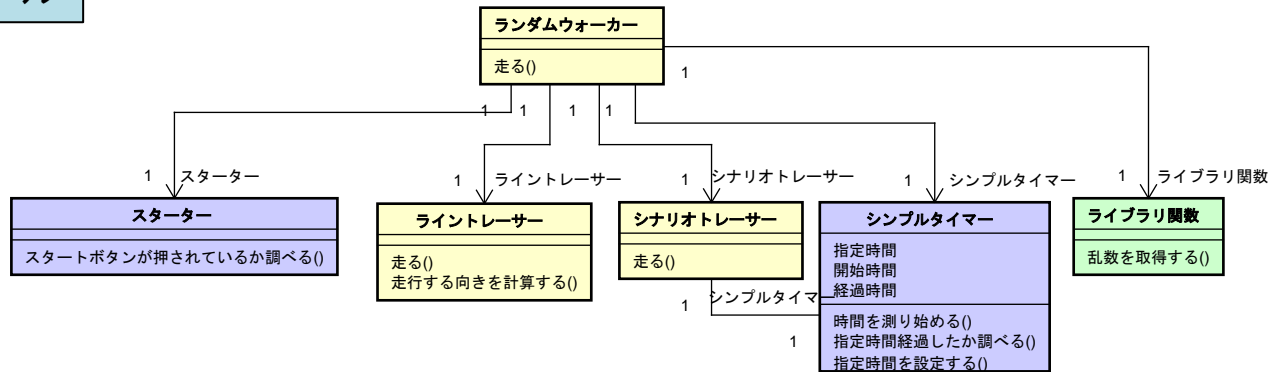 ランダムウォーカー
走る()
1
1
1
1
1
1
スターター
1
ライントレーサー
1
シナリオトレーサー
1
シンプルタイマー
1
ライブラリ関数
スターター
スタートボタンが押されているか調べる()
ライントレーサー
走る()
走行する向きを計算する()
シナリオトレーサー
走る()
シンプルタイマー
指定時間
開始時間
経過時間
時間を測り始める()
指定時間経過したか調べる()
指定時間を設定する()
ライブラリ関数
乱数を取得する()
1
シンプルタイマー
1